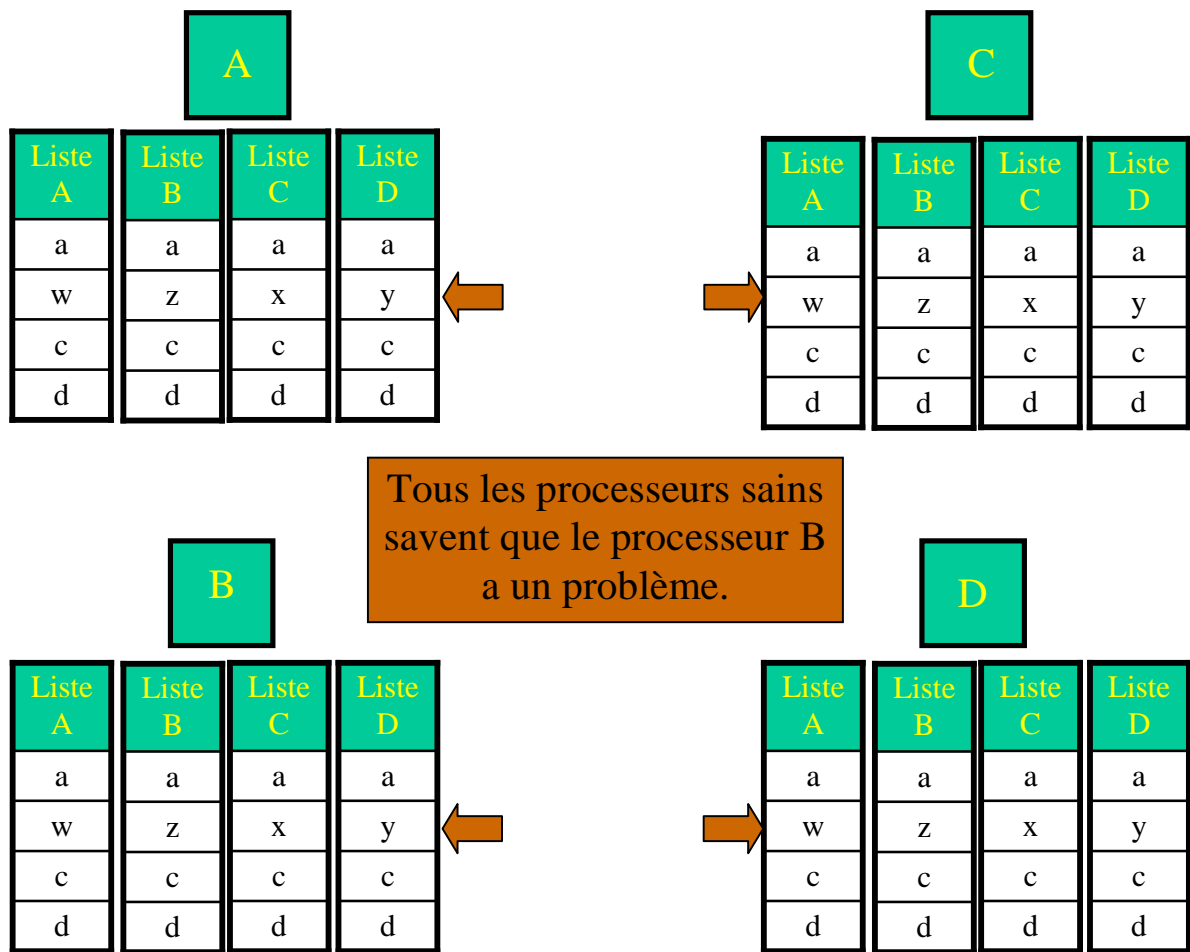 A
Liste A Liste B Liste C Liste D
a a a a
w z x y
c c c c
d d d d
C
Liste A Liste B Liste C Liste D
a a a a
w z x y
c c c c
d d d d
Tous les processeurs sains
savent que le processeur B
a un problème.
B
Liste A Liste B Liste C Liste D
a a a a
w z x y
c c c c
d d d d
D
Liste A Liste B Liste C Liste D
a a a a
w z x y
c c c c
d d d d